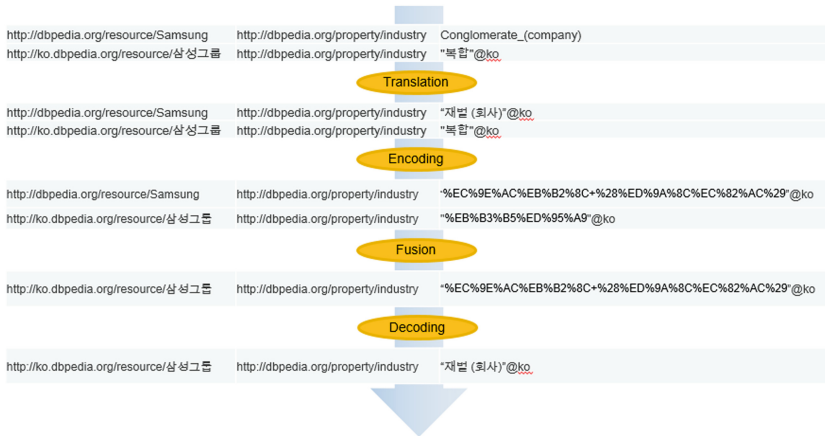 http://dbpedia.org/resource/Samsung http://dbpedia.org/property/industry Conglomerate_(company)
http://ko.dbpedia.org/resource/삼성그룹 http://dbpedia.org/property/industry "복합"@ko
Translation
http://dbpedia.org/resource/Samsung http://dbpedia.org/property/industry “재벌 (회사)”@ko
http://ko.dbpedia.org/resource/삼성그룹 http://dbpedia.org/property/industry "복합"@ko
Encoding
http://dbpedia.org/resource/Samsung http://dbpedia.org/property/industry “%EC%9E%AC%EB%B2%8C+%28%ED%9A%8C%EC%82%AC%29”@ko
http://ko.dbpedia.org/resource/삼성그룹 http://dbpedia.org/property/industry "%EB%B3%B5%ED%95%A9"@ko
Fusion
http://ko.dbpedia.org/resource/삼성그룹 http://dbpedia.org/property/industry “%EC%9E%AC%EB%B2%8C+%28%ED%9A%8C%EC%82%AC%29”@ko
Decoding
http://ko.dbpedia.org/resource/삼성그룹 http://dbpedia.org/property/industry “재벌 (회사)”@ko